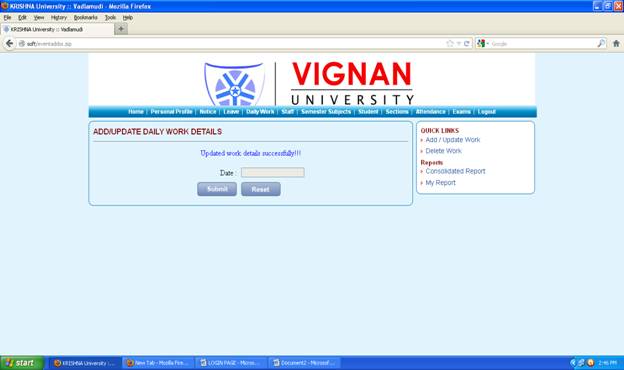 KRISHNA University :: Vadlamudi - Mozilla Firefox
File Edit View History Bookmarks Tools Help
KRISHNA University :: Vadlamudi
soft/eventaddss.jsp
Google
VIGNAN
UNIVERSITY
Home | Personal Profile | Notice | Leave | Daily Work | Staff | Semester Subjects | Student | Sections | Attendance | Exams | Logout
ADD/UPDATE DAILY WORK DETAILS
Updated work details successfully!!!
Date :
Submit Reset
QUICK LINKS
Add / Update Work
Delete Work
Reports
Consolidated Report
My Report
start
KRISHNA University ::...
New Tab - Mozilla Fire...
LOGIN PAGE - Micros...
Document2 - Microsof...
2:46 PM